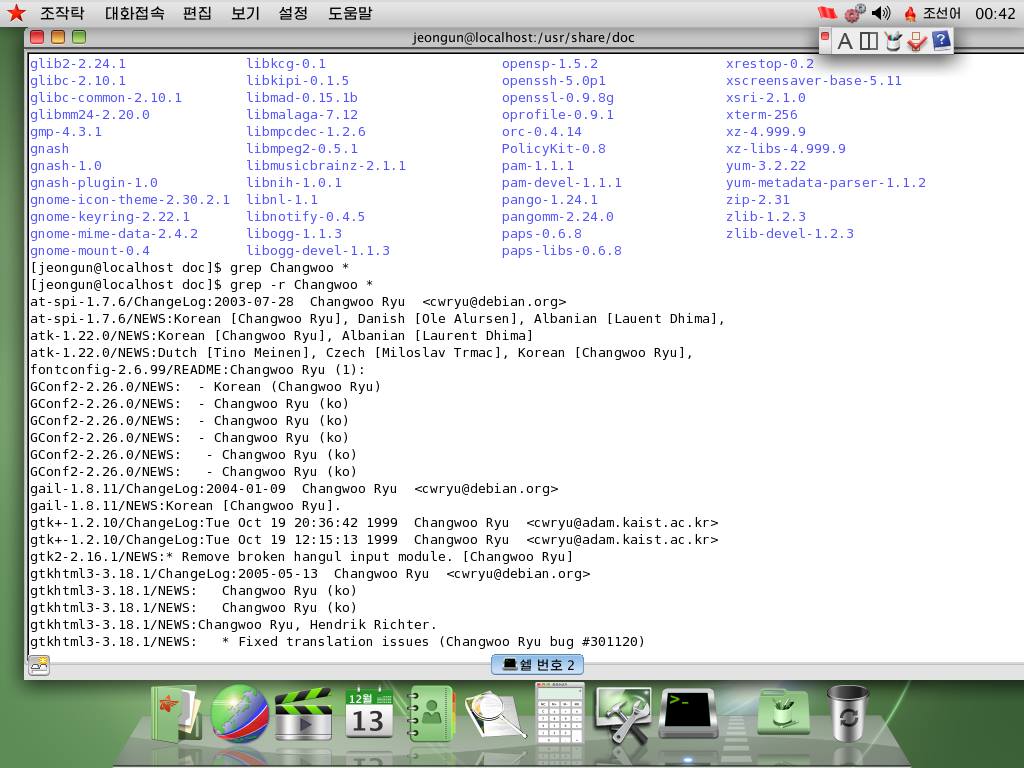 조작탁 대화접속 편집 보기 설정 도움말 조선어 00:42
jeongun@localhost:/usr/share/doc
A
glib2-2.24.1 libkcg-0.1 opensp-1.5.2 xrestop-0.2
glibc-2.10.1 libkipi-0.1.5 openssh-5.0p1 xscreensaver-base-5.11
glibc-common-2.10.1 libmad-0.15.1b openssl-0.9.8g xsri-2.1.0
glibmm24-2.20.0 libmalaga-7.12 oprofile-0.9.1 xterm-256
gmp-4.3.1 libmpcdec-1.2.6 orc-0.4.14 xz-4.999.9
gnash libmpeg2-0.5.1 PolicyKit-0.8 xz-libs-4.999.9
gnash-1.0 libmusicbrainz-2.1.1 pam-1.1.1 yum-3.2.22
gnash-plugin-1.0 libnih-1.0.1 pam-devel-1.1.1 yum-metadata-parser-1.1.2
gnome-icon-theme-2.30.2.1 libnl-1.1 pango-1.24.1 zip-2.31
gnome-keyring-2.22.1 libnotify-0.4.5 pangomm-2.24.0 zlib-1.2.3
gnome-mime-data-2.4.2 libogg-1.1.3 paps-0.6.8 zlib-devel-1.2.3
gnome-mount-0.4 libogg-devel-1.1.3 paps-libs-0.6.8
[jeongun@localhost doc]$ grep Changwoo *
[jeongun@localhost doc]$ grep -r Changwoo *
at-spi-1.7.6/ChangeLog:2003-07-28  Changwoo Ryu  <cwryu@debian.org>
at-spi-1.7.6/NEWS:Korean [Changwoo Ryu], Danish [Ole Alursen], Albanian [Lauent Dhima],
atk-1.22.0/NEWS:Korean [Changwoo Ryu], Albanian [Laurent Dhima]
atk-1.22.0/NEWS:Dutch [Tino Meinen], Czech [Miloslav Trmac], Korean [Changwoo Ryu],
fontconfig-2.6.99/README:Changwoo Ryu (1):
GConf2-2.26.0/NEWS:  - Korean (Changwoo Ryu)
GConf2-2.26.0/NEWS:  - Changwoo Ryu (ko)
GConf2-2.26.0/NEWS:  - Changwoo Ryu (ko)
GConf2-2.26.0/NEWS:  - Changwoo Ryu (ko)
GConf2-2.26.0/NEWS:   - Changwoo Ryu (ko)
GConf2-2.26.0/NEWS:   - Changwoo Ryu (ko)
gail-1.8.11/ChangeLog:2004-01-09  Changwoo Ryu  <cwryu@debian.org>
gail-1.8.11/NEWS:Korean [Changwoo Ryu].
gtk+-1.2.10/ChangeLog:Tue Oct 19 20:36:42 1999  Changwoo Ryu  <cwryu@adam.kaist.ac.kr>
gtk+-1.2.10/ChangeLog:Tue Oct 19 12:15:13 1999  Changwoo Ryu  <cwryu@adam.kaist.ac.kr>
gtk2-2.16.1/NEWS:* Remove broken hangul input module. [Changwoo Ryu]
gtkhtml3-3.18.1/ChangeLog:2005-05-13  Changwoo Ryu  <cwryu@debian.org>
gtkhtml3-3.18.1/NEWS:   Changwoo Ryu (ko)
gtkhtml3-3.18.1/NEWS:   Changwoo Ryu (ko)
gtkhtml3-3.18.1/NEWS:Changwoo Ryu, Hendrik Richter.
gtkhtml3-3.18.1/NEWS:   * Fixed translation issues (Changwoo Ryu bug #301120)
쉘 번호 2
12월
13